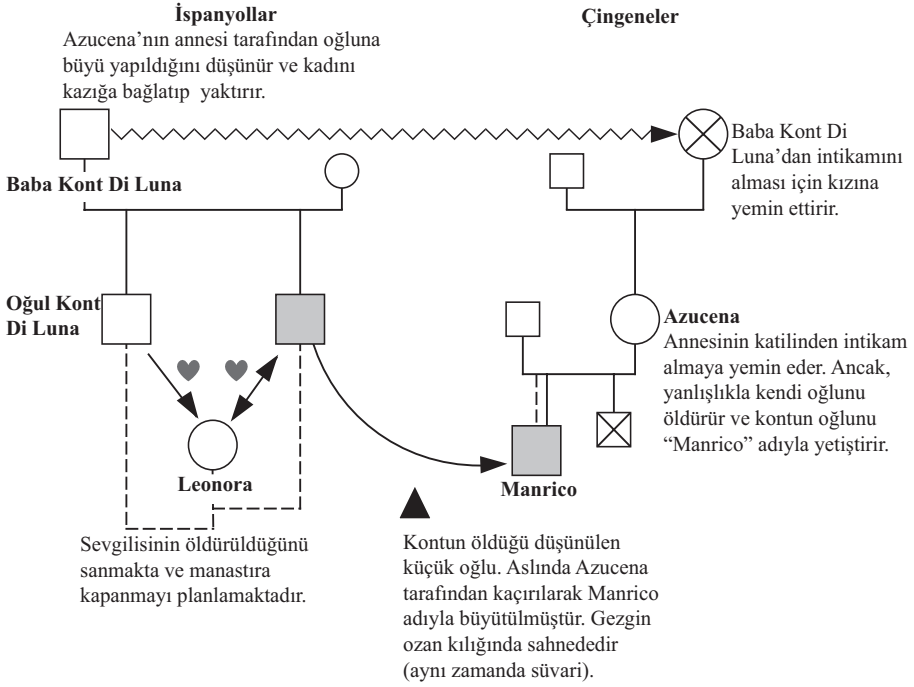 İspanyollar
Azucena’nın annesi tarafından oğluna
büyü yapıldığını düşünür ve kadını
kazığa bağlatıp yaktırır.
Çingeneler
Baba Kont Di Luna
Baba Kont Di
Luna’dan intikamını
alması için kızına
yemin ettirir.
Oğul Kont
Di Luna
Azucena
Annesinin katilinden intikam
almaya yemin eder. Ancak,
yanlışlıkla kendi oğlunu
öldürür ve kontun oğlunu
“Manrico” adıyla yetiştirir.
Leonora
Sevgilisinin öldürüldüğünü
sanmakta ve manastıra
kapanmayı planlamaktadır.
Manrico
Kontun öldüğü düşünülen
küçük oğlu. Aslında Azucena
tarafından kaçırılarak Manrico
adıyla büyütülmüştür. Gezgin
ozan kılığında sahnededir
(aynı zamanda süvari).